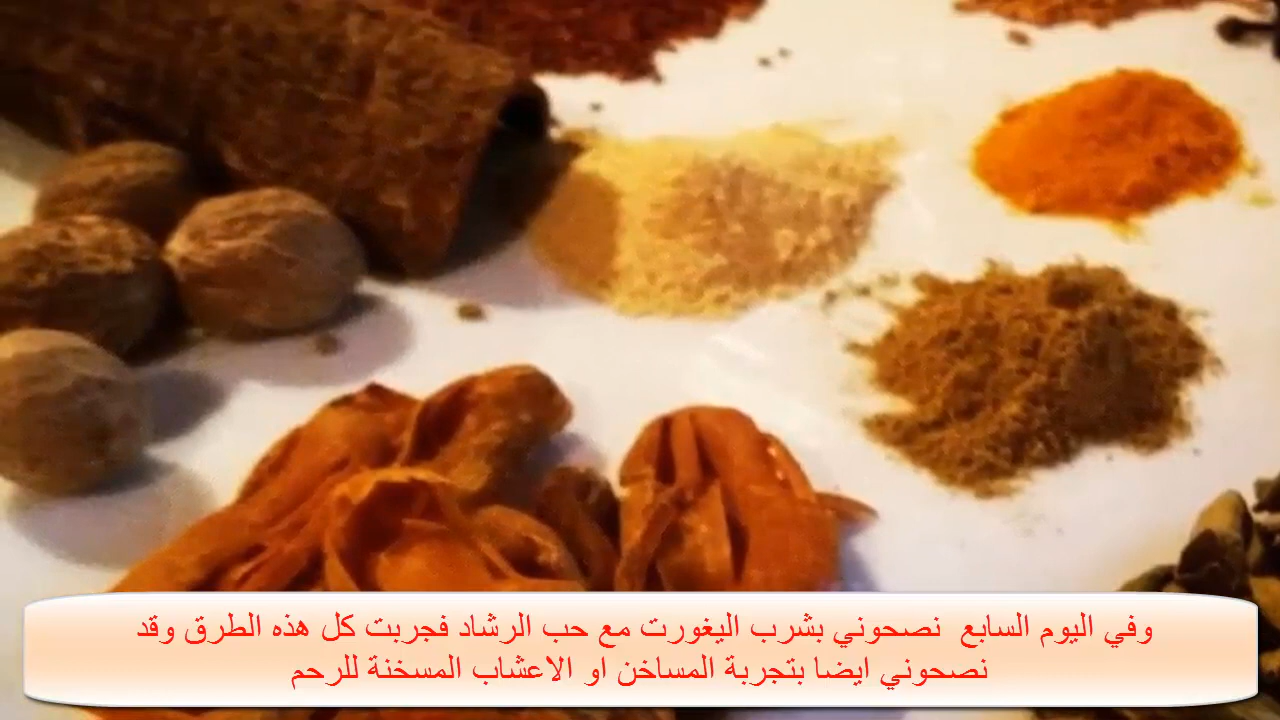 وفي اليوم السابع  نصحوني بشرب اليغورت مع حب الرشاد فجربت كل هذه الطرق وقد
نصحوني ايضا بتجربة المساخن او الاعشاب المسخنة للرحم